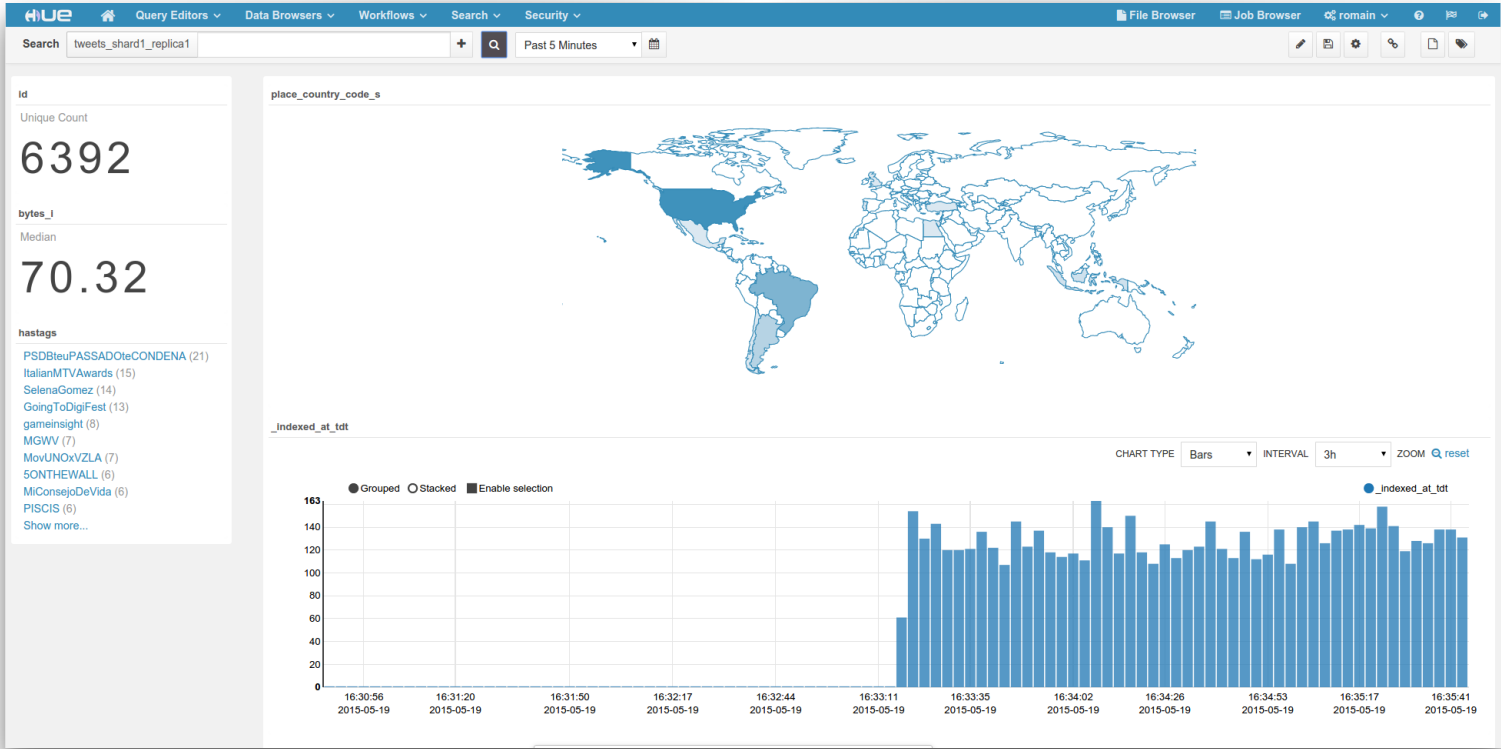 HUE Query Editors Data Browsers Workflows Search Security File Browser Job Browser romain ?
Search tweets_shard1_replica1 + Past 5 Minutes
id
Unique Count
6392
bytes_i
Median
70.32
hastags
PSDBteuPASSADOteCONDENA (21)
ItalianMTVAwards (15)
SelenaGomez (14)
GoingToDigiFest (13)
gameinsight (8)
MGWV (7)
MovUNOxVZLA (7)
5ONTHEWALL (6)
MiConsejoDeVida (6)
PISCIS (6)
Show more...
place_country_code_s
_indexed_at_tdt
CHART TYPE Bars INTERVAL 3h ZOOM reset
Grouped Stacked Enable selection _indexed_at_tdt
163
140
120
100
80
60
40
20
0
16:30:56 16:31:20 16:31:50 16:32:17 16:32:44 16:33:11 16:33:35 16:34:02 16:34:26 16:34:53 16:35:17 16:35:41
2015-05-19 2015-05-19 2015-05-19 2015-05-19 2015-05-19 2015-05-19 2015-05-19 2015-05-19 2015-05-19 2015-05-19 2015-05-19 2015-05-19